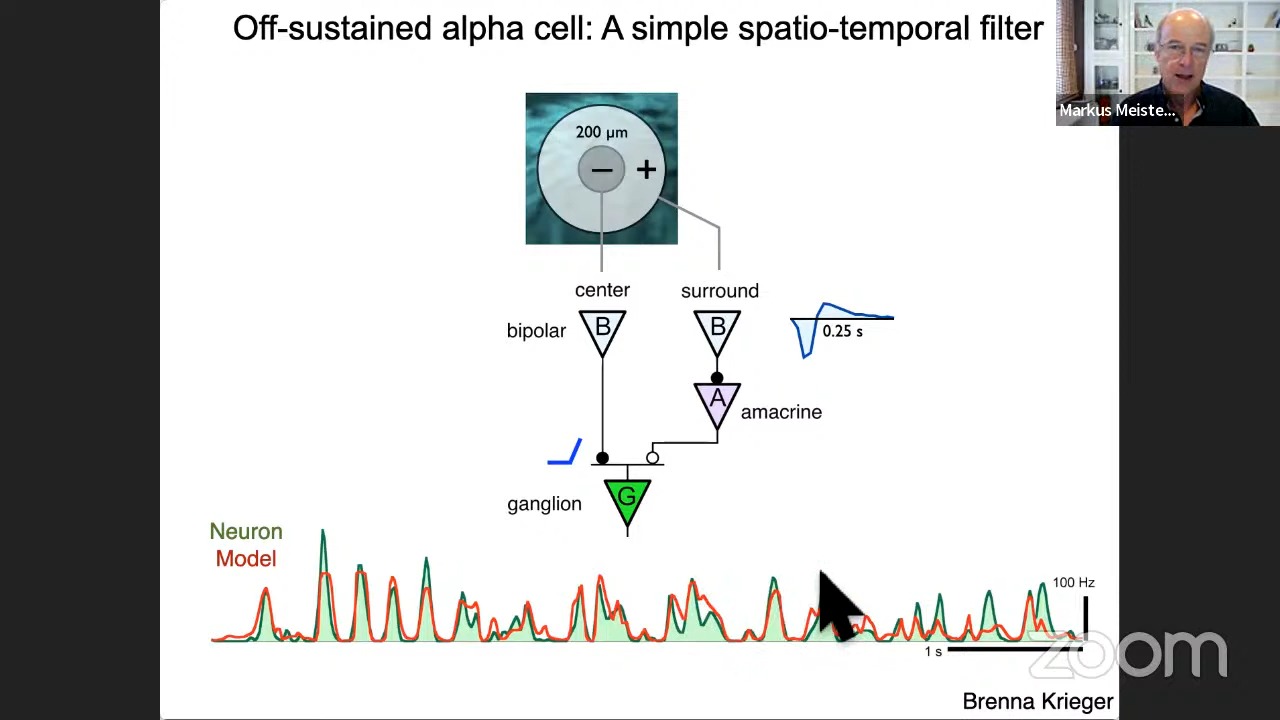 Off-sustained alpha cell: A simple spatio-temporal filter
Markus Meiste...
200 µm
− +
center surround
bipolar B B 0.25 s
A amacrine
ganglion G
Neuron
Model
100 Hz
1 s
zoom
Brenna Krieger